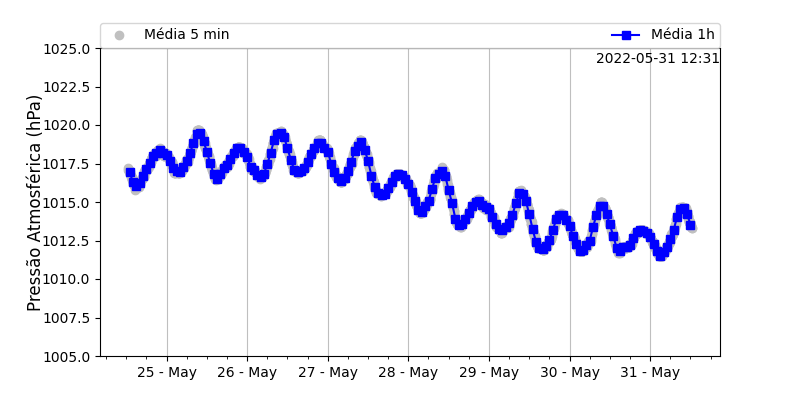 Média 5 min
Média 1h
2022-05-31 12:31
Pressão Atmosférica (hPa)
1025.0
1022.5
1020.0
1017.5
1015.0
1012.5
1010.0
1007.5
1005.0
25 - May
26 - May
27 - May
28 - May
29 - May
30 - May
31 - May